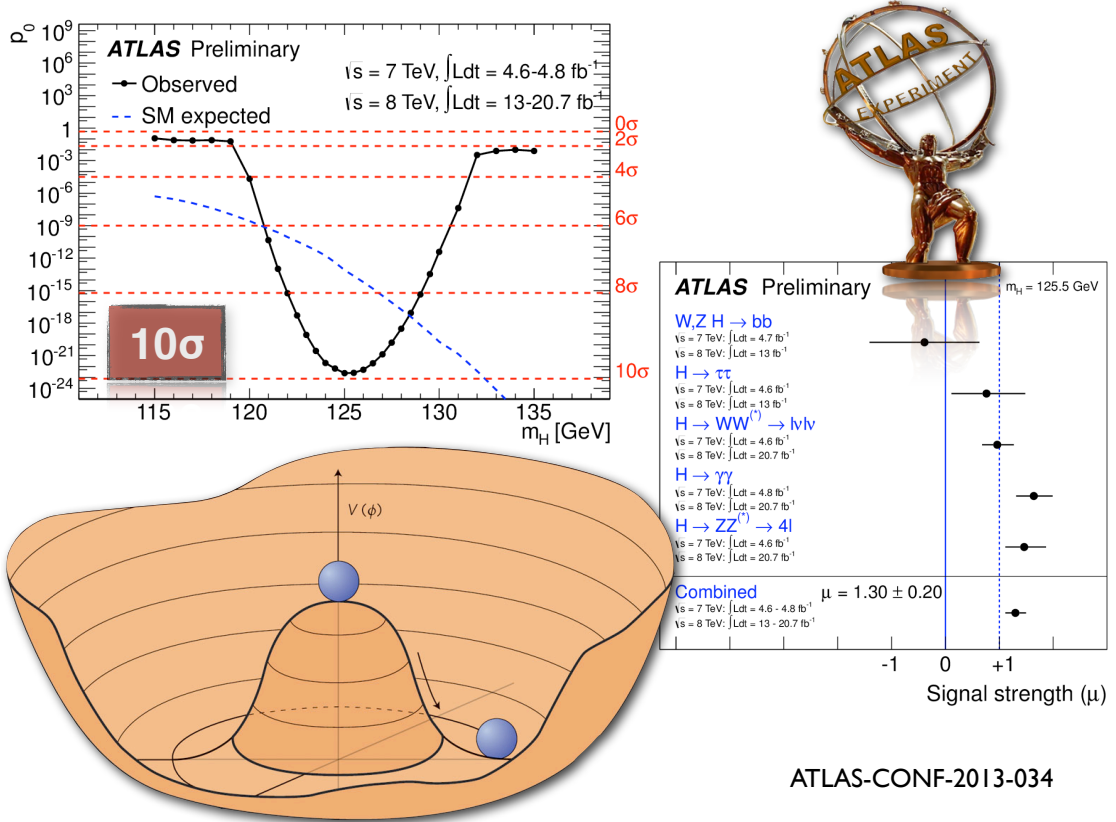 p₀
10⁹
10⁶
10³
1
10⁻³
10⁻⁶
10⁻⁹
10⁻¹²
10⁻¹⁵
10⁻¹⁸
10⁻²¹
10⁻²⁴
ATLAS Preliminary
Observed
SM expected
√s = 7 TeV, ∫Ldt = 4.6-4.8 fb⁻¹
√s = 8 TeV, ∫Ldt = 13-20.7 fb⁻¹
0σ
2σ
4σ
6σ
8σ
10σ
10σ
115 120 125 130 135
m_H [GeV]
ATLAS
EXPERIMENT
ATLAS Preliminary
m_H = 125.5 GeV
W,Z H → bb
√s = 7 TeV: ∫Ldt = 4.7 fb⁻¹
√s = 8 TeV: ∫Ldt = 13 fb⁻¹
H → ττ
√s = 7 TeV: ∫Ldt = 4.6 fb⁻¹
√s = 8 TeV: ∫Ldt = 13 fb⁻¹
H → WW⁽*⁾ → lνlν
√s = 7 TeV: ∫Ldt = 4.6 fb⁻¹
√s = 8 TeV: ∫Ldt = 20.7 fb⁻¹
H → γγ
√s = 7 TeV: ∫Ldt = 4.8 fb⁻¹
√s = 8 TeV: ∫Ldt = 20.7 fb⁻¹
H → ZZ⁽*⁾ → 4l
√s = 7 TeV: ∫Ldt = 4.6 fb⁻¹
√s = 8 TeV: ∫Ldt = 20.7 fb⁻¹
Combined μ = 1.30 ± 0.20
√s = 7 TeV: ∫Ldt = 4.6 - 4.8 fb⁻¹
√s = 8 TeV: ∫Ldt = 13 - 20.7 fb⁻¹
-1 0 +1
Signal strength (μ)
V(ϕ)
ATLAS-CONF-2013-034